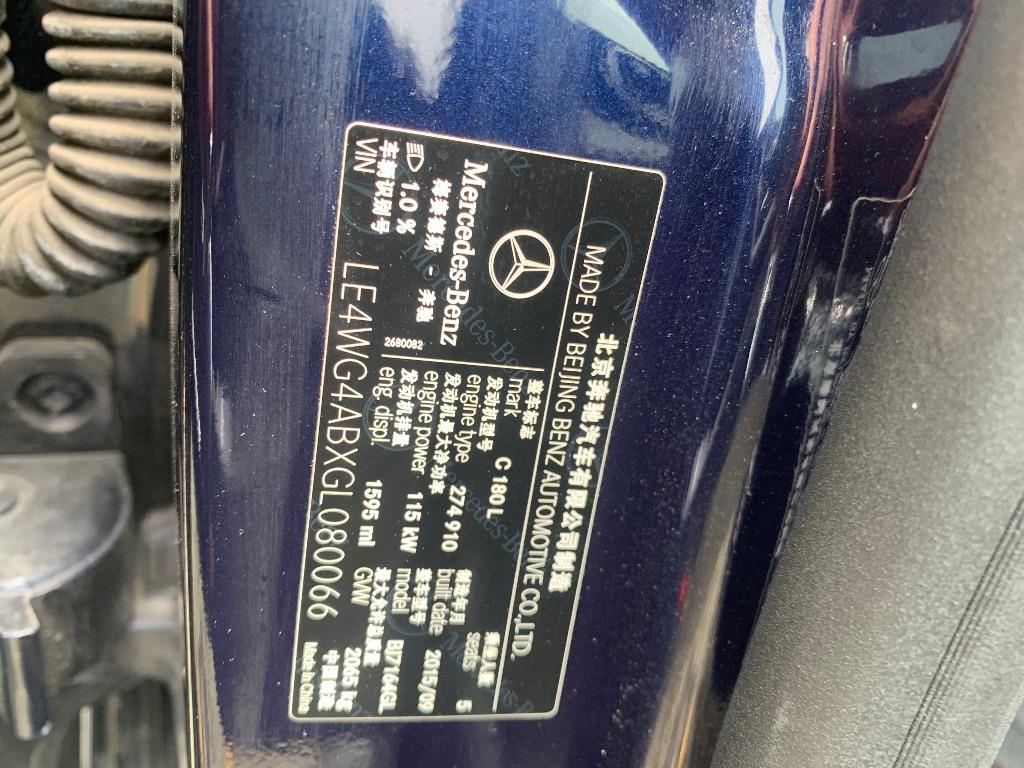 北京奔驰汽车有限公司制造
MADE BY BEIJING BENZ AUTOMOTIVE CO.,LTD.
Mercedes-Benz
梅赛德斯-奔驰
1.0 %
2680082
整车标志
mark C 180 L
乘坐人数
seats 5
发动机型号
engine type 274 910
制造年月
built date 2015/09
发动机最大净功率
engine power 115 kW
整车型号
model BJ7164GL
发动机排量
eng. displ. 1595 ml
最大允许总质量
GVW 2045 kg
车辆识别号
VIN LE4WG4ABXGL080066
中国制造
Made In China